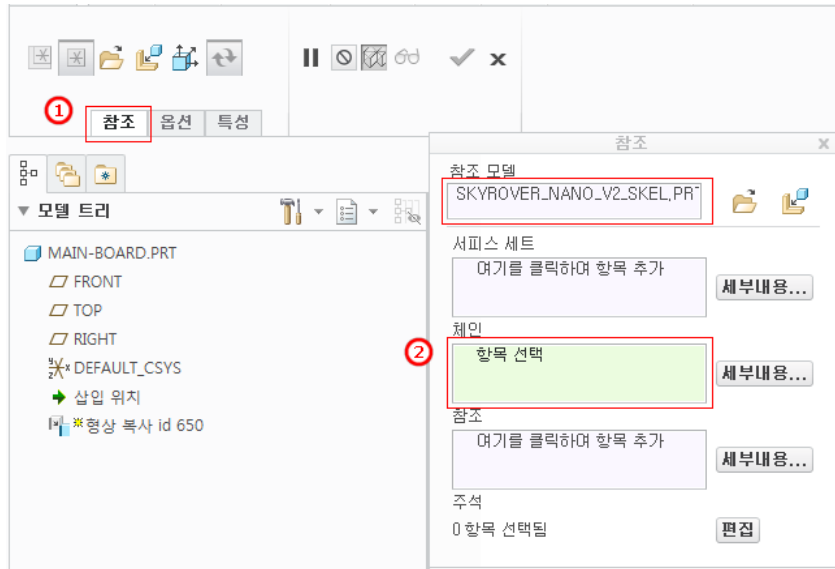 ①
참조 옵션 특성
모델 트리
MAIN-BOARD.PRT
FRONT
TOP
RIGHT
DEFAULT_CSYS
삽입 위치
형상 복사 id 650
참조
참조 모델
SKYROVER_NANO_V2_SKEL.PRT
서피스 세트
여기를 클릭하여 항목 추가
세부내용...
체인
②
항목 선택
세부내용...
참조
여기를 클릭하여 항목 추가
세부내용...
주석
0 항목 선택됨
편집